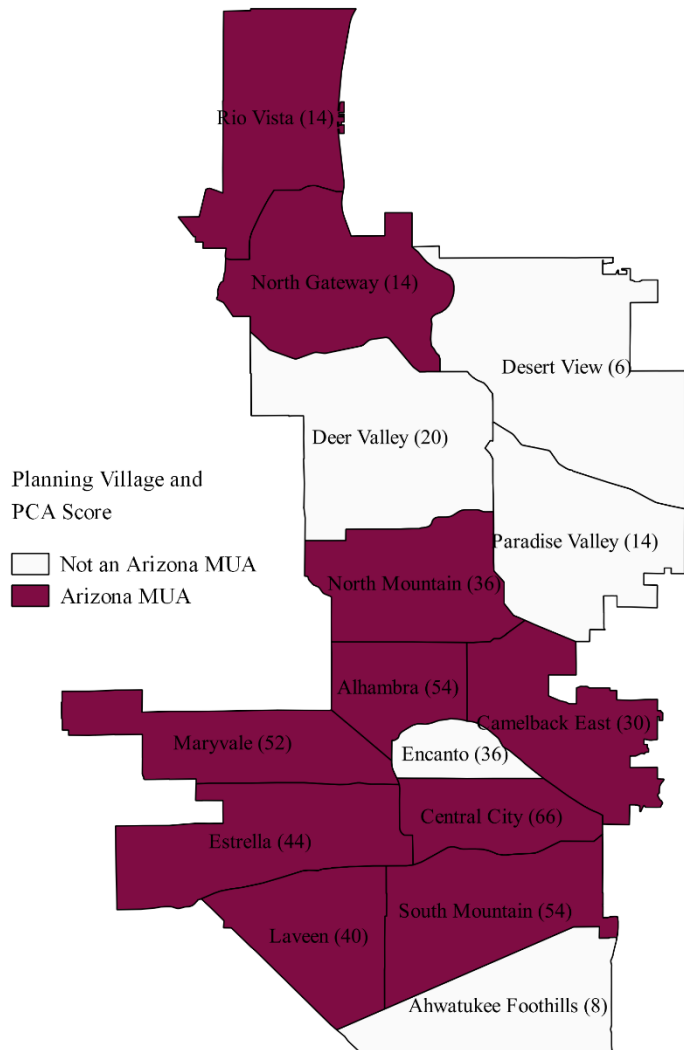 Rio Vista (14)
North Gateway (14)
Desert View (6)
Deer Valley (20)
Planning Village and
PCA Score
Not an Arizona MUA
Arizona MUA
Paradise Valley (14)
North Mountain (36)
Alhambra (54)
Camelback East (30)
Maryvale (52)
Encanto (36)
Central City (66)
Estrella (44)
South Mountain (54)
Laveen (40)
Ahwatukee Foothills (8)